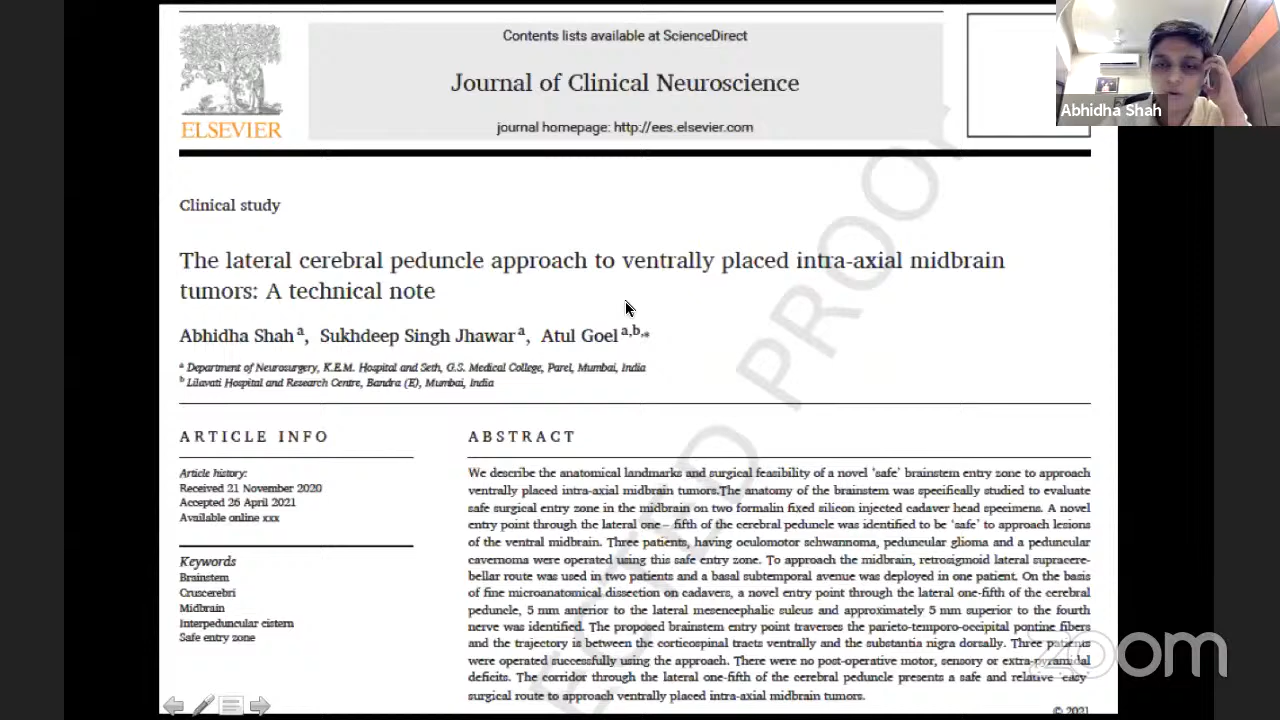 Contents lists available at ScienceDirect
Journal of Clinical Neuroscience
journal homepage: http://ees.elsevier.com
ELSEVIER
Abhidha Shah
Clinical study
The lateral cerebral peduncle approach to ventrally placed intra-axial midbrain
tumors: A technical note
Abhidha Shah a, Sukhdeep Singh Jhawar a, Atul Goel a,b,*
a Department of Neurosurgery, K.E.M. Hospital and Seth, G.S. Medical College, Parel, Mumbai, India
b Lilavati Hospital and Research Centre, Bandra (E), Mumbai, India
ARTICLE INFO
Article history:
Received 21 November 2020
Accepted 26 April 2021
Available online xxx
Keywords
Brainstem
Cruscerebri
Midbrain
Interpeduncular cistern
Safe entry zone
ABSTRACT
We describe the anatomical landmarks and surgical feasibility of a novel ‘safe’ brainstem entry zone to approach
ventrally placed intra-axial midbrain tumors.The anatomy of the brainstem was specifically studied to evaluate
safe surgical entry zone in the midbrain on two formalin fixed silicon injected cadaver head specimens. A novel
entry point through the lateral one – fifth of the cerebral peduncle was identified to be ‘safe’ to approach lesions
of the ventral midbrain. Three patients, having oculomotor schwannoma, peduncular glioma and a peduncular
cavernoma were operated using this safe entry zone. To approach the midbrain, retrosigmoid lateral supracere-
bellar route was used in two patients and a basal subtemporal avenue was deployed in one patient. On the basis
of fine microanatomical dissection on cadavers, a novel entry point through the lateral one-fifth of the cerebral
peduncle, 5 mm anterior to the lateral mesencephalic sulcus and approximately 5 mm superior to the fourth
nerve was identified. The proposed brainstem entry point traverses the parieto-temporo-occipital pontine fibers
and the trajectory is between the corticospinal tracts ventrally and the substantia nigra dorsally. Three patients
were operated successfully using the approach. There were no post-operative motor, sensory or extra-pyramidal
deficits. The corridor through the lateral one-fifth of the cerebral peduncle presents a safe and relative easy
surgical route to approach ventrally placed intra-axial midbrain tumors.
© 2021
PROOF
zoom